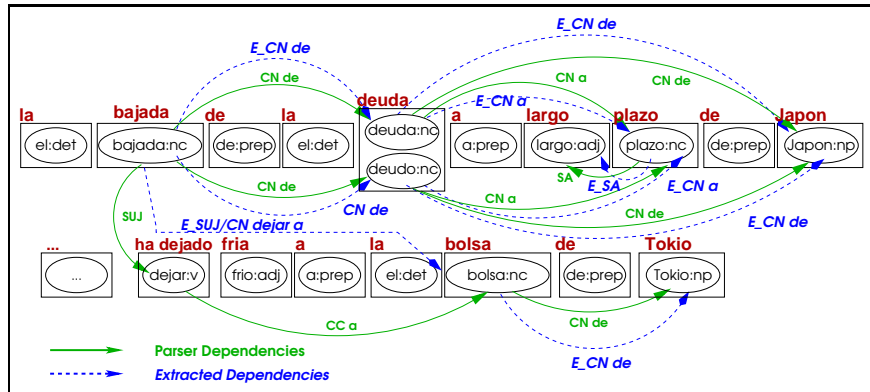 E_CN de
CN de CN a CN de
la bajada de la deuda E_CN a a largo plazo de Japon
el:det bajada:nc de:prep el:det deuda:nc a:prep largo:adj plazo:nc de:prep Japon:np
deudo:nc
CN de SA E_SA E_CN a
CN a
SUJ E_SUJ/CN dejar a CN de CN de E_CN de
... ha dejado fria a la bolsa de Tokio
... dejar:v frio:adj a:prep el:det bolsa:nc de:prep Tokio:np
CC a CN de
Parser Dependencies E_CN de
Extracted Dependencies
E_CN de